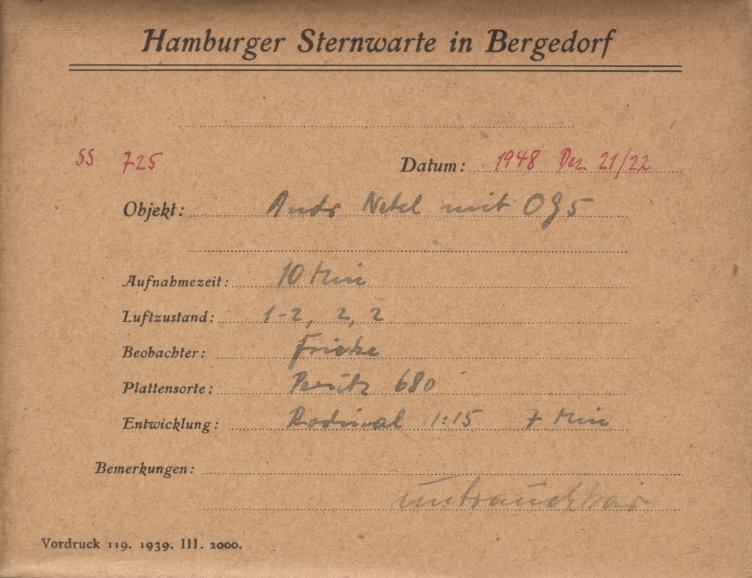 Hamburger Sternwarte in Bergedorf
SS 725 Datum: 1948 Dez 21/22
Objekt: Andr Nebel mit OG5
Aufnahmezeit: 10 Min
Luftzustand: 1-2, 2, 2
Beobachter: Fricke
Plattensorte: Perutz 680
Entwicklung: Rodinal 1:15 7 Min
Bemerkungen:
unbrauchbar
Vordruck 119. 1939. III. 2000.